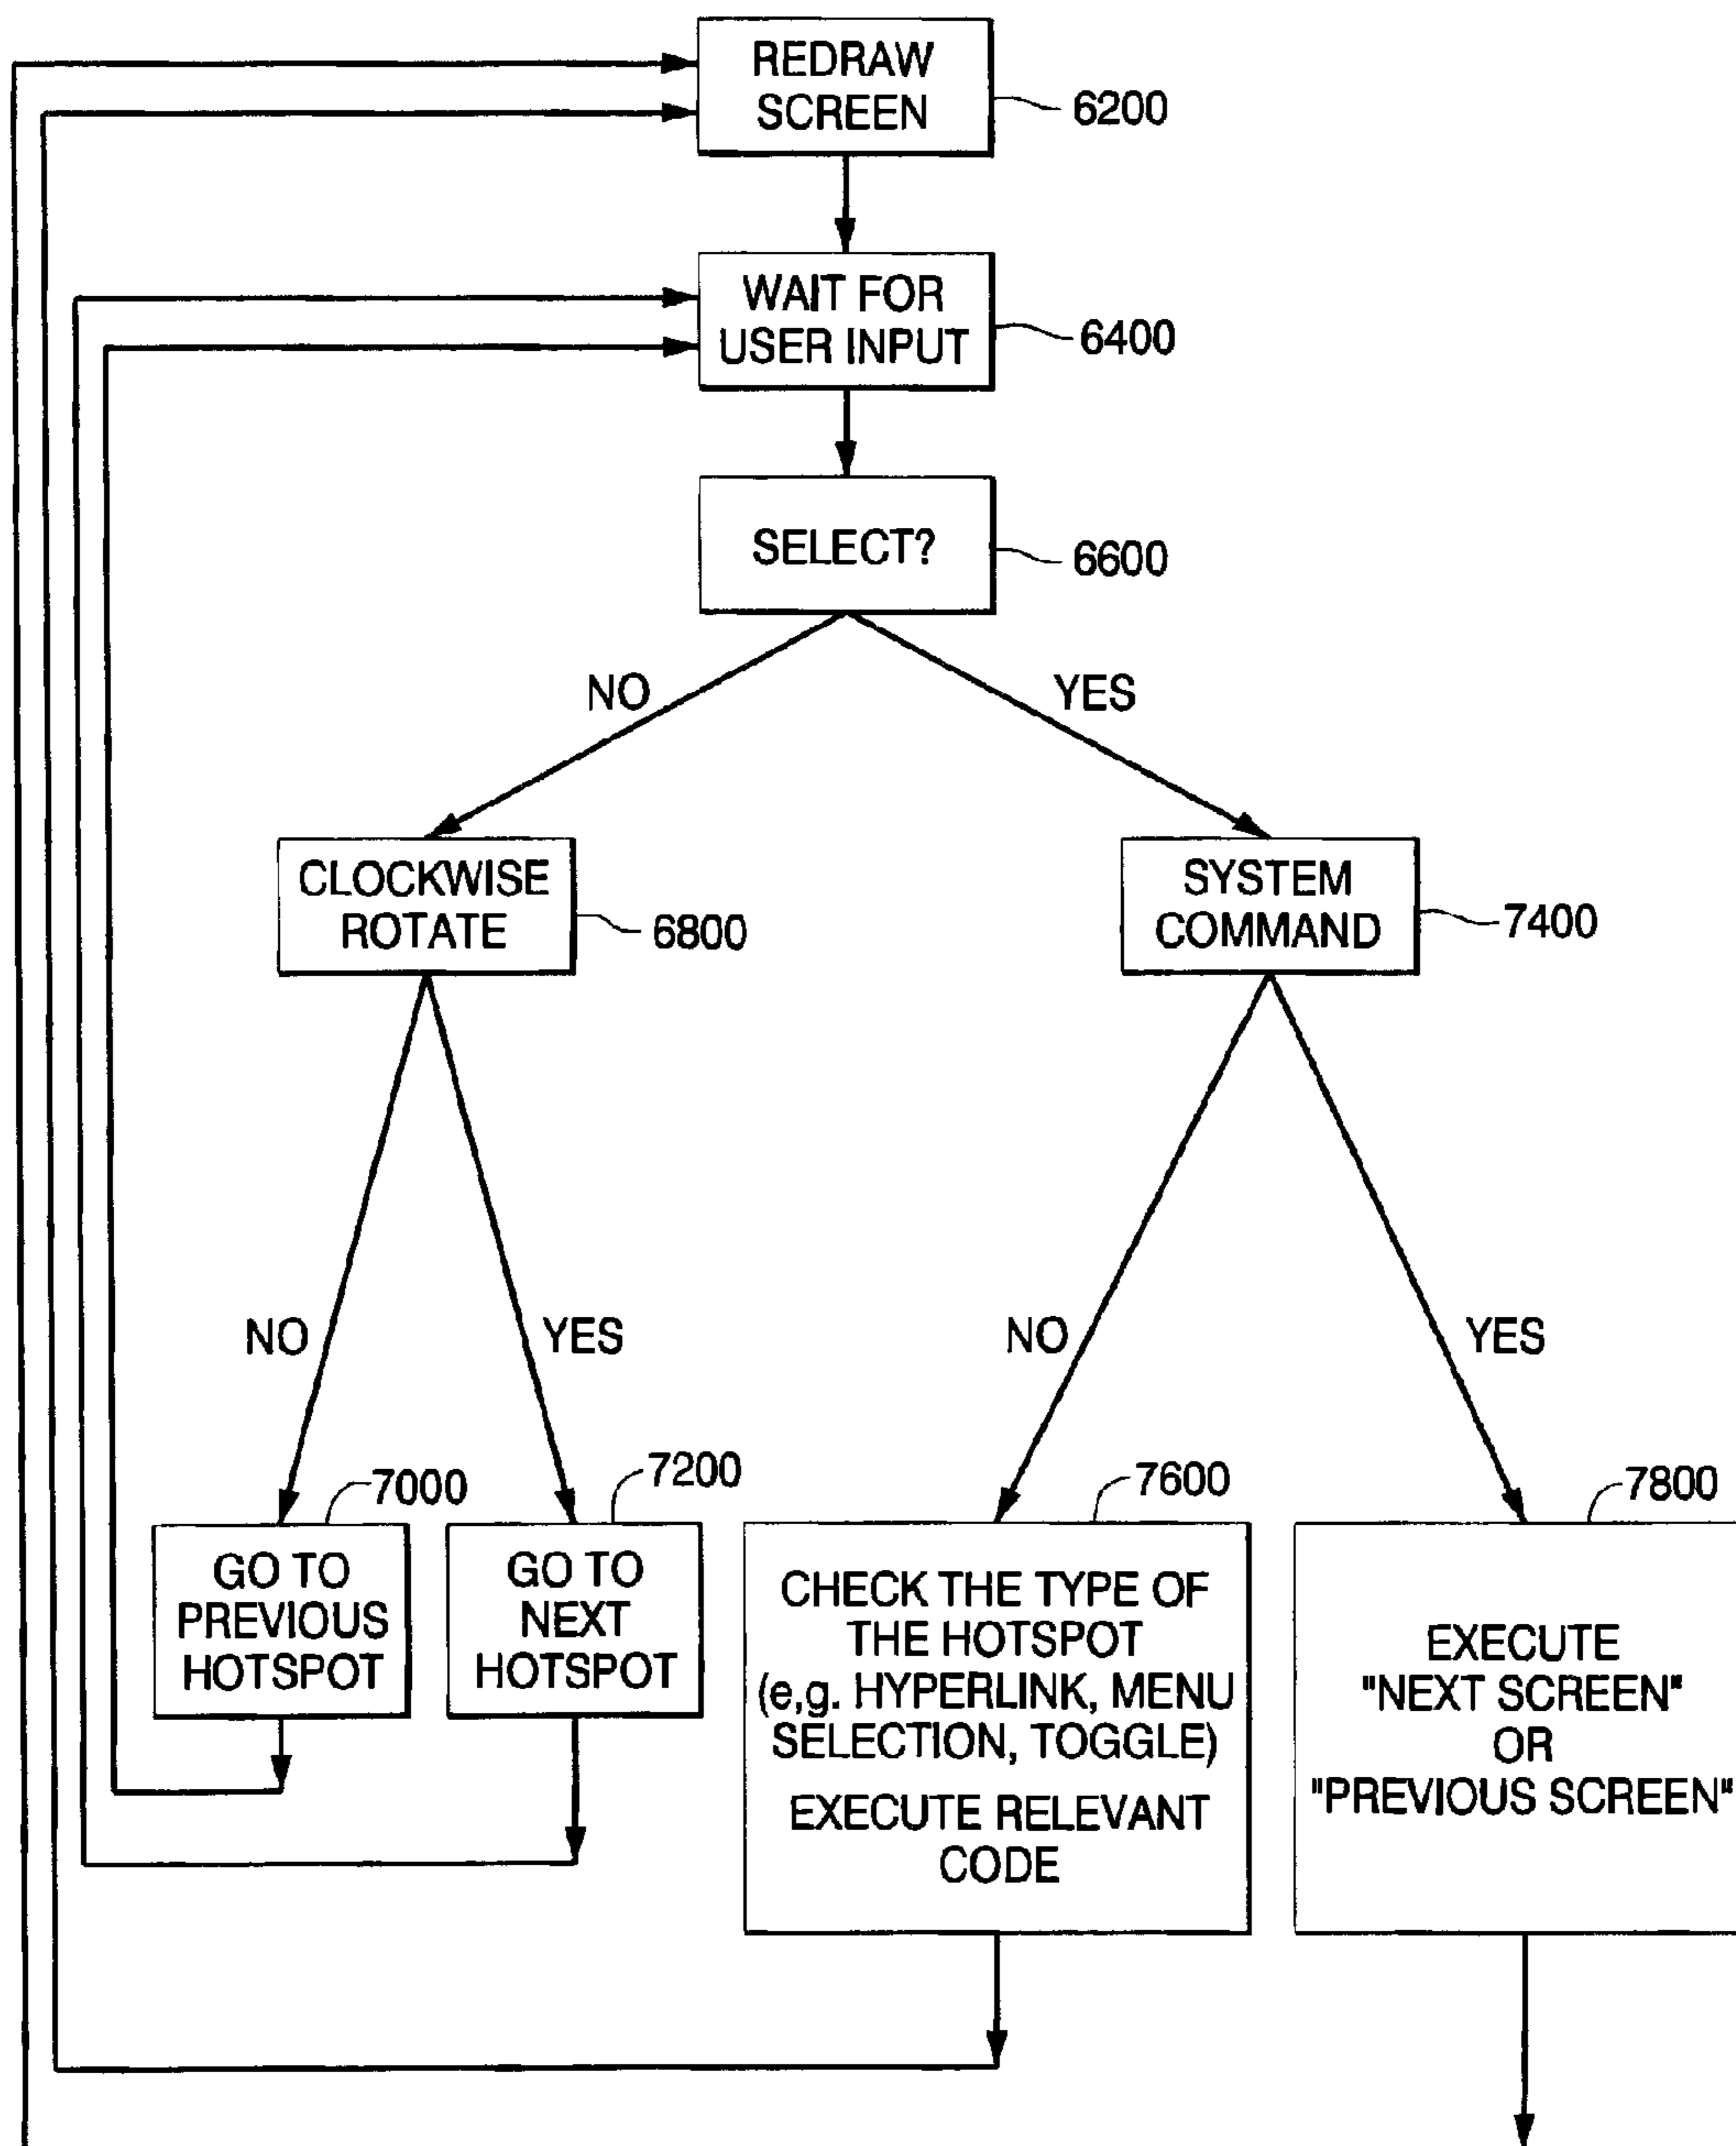 REDRAW
SCREEN
6200
WAIT FOR
USER INPUT
6400
SELECT?
6600
NO
YES
CLOCKWISE
ROTATE
6800
SYSTEM
COMMAND
7400
NO
YES
NO
YES
7000
7200
7600
7800
GO TO
PREVIOUS
HOTSPOT
GO TO
NEXT
HOTSPOT
CHECK THE TYPE OF
THE HOTSPOT
(e,g. HYPERLINK, MENU
SELECTION, TOGGLE)
EXECUTE RELEVANT
CODE
EXECUTE
"NEXT SCREEN"
OR
"PREVIOUS SCREEN"